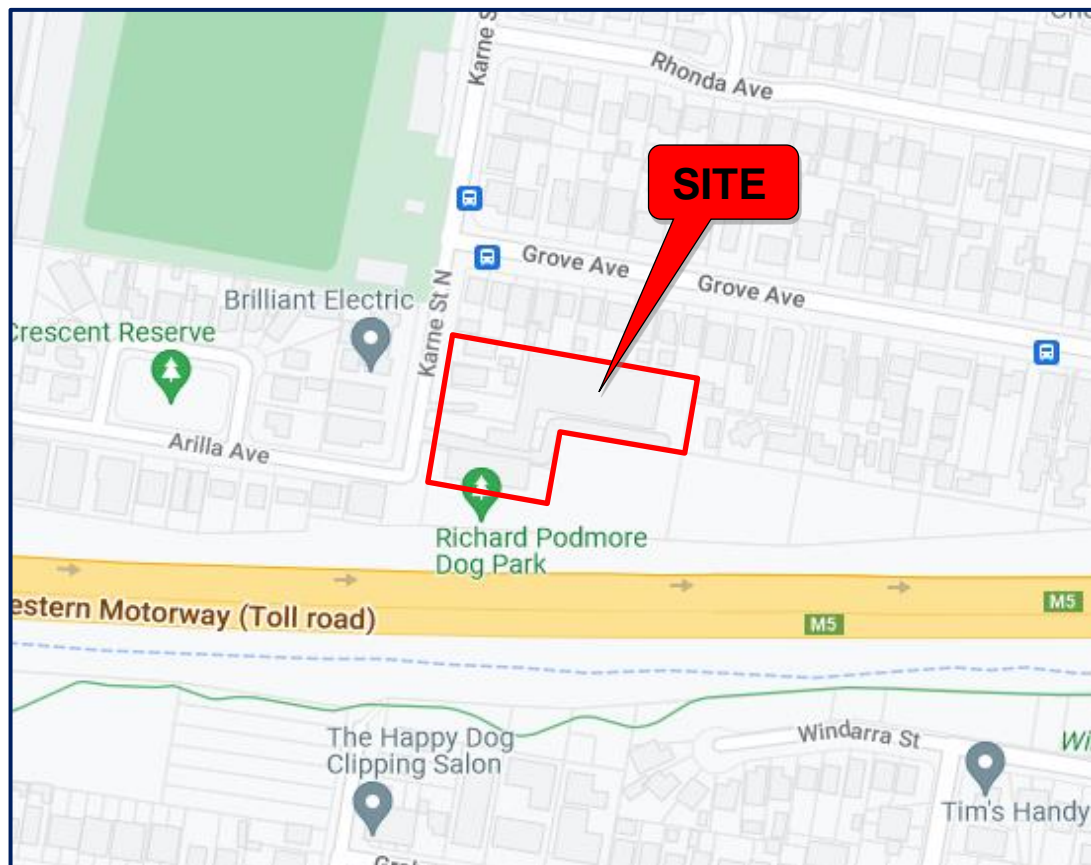 Karne S
Rhonda Ave
SITE
Grove Ave
Grove Ave
Karne St N
Brilliant Electric
Crescent Reserve
Arilla Ave
Richard Podmore
Dog Park
estern Motorway (Toll road)
M5
M5
The Happy Dog
Clipping Salon
Windarra St
Wi
Tim's Handy